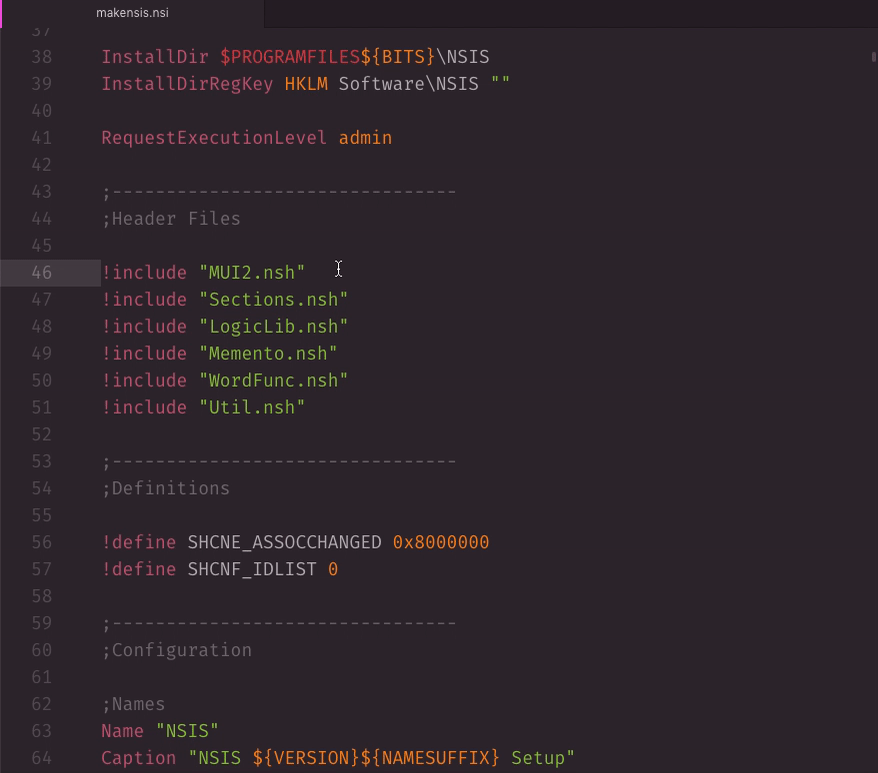 makensis.nsi
37
38 InstallDir $PROGRAMFILES${BITS}\NSIS
39 InstallDirRegKey HKLM Software\NSIS ""
40
41 RequestExecutionLevel admin
42
43 ;--------------------------------
44 ;Header Files
45
46 !include "MUI2.nsh"
47 !include "Sections.nsh"
48 !include "LogicLib.nsh"
49 !include "Memento.nsh"
50 !include "WordFunc.nsh"
51 !include "Util.nsh"
52
53 ;--------------------------------
54 ;Definitions
55
56 !define SHCNE_ASSOCCHANGED 0x8000000
57 !define SHCNF_IDLIST 0
58
59 ;--------------------------------
60 ;Configuration
61
62 ;Names
63 Name "NSIS"
64 Caption "NSIS ${VERSION}${NAMESUFFIX} Setup"